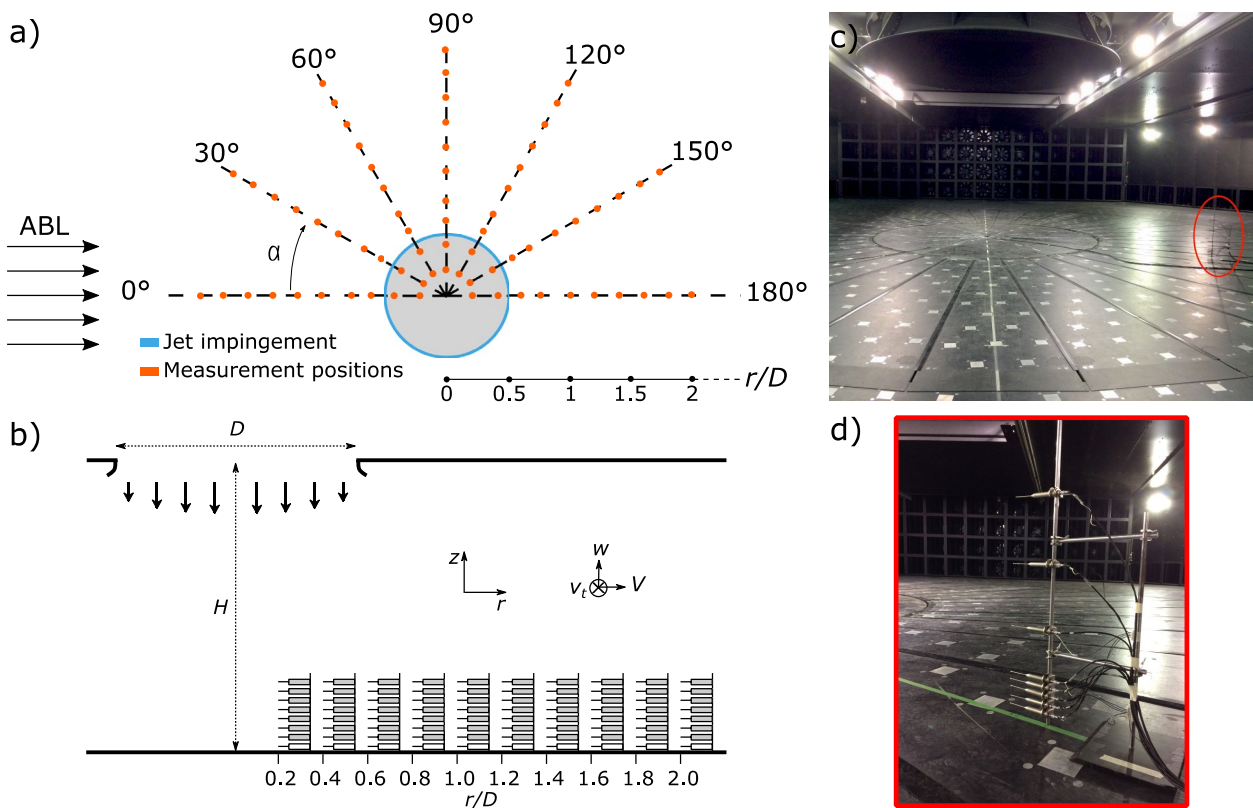 a)
90°
60°
120°
30°
150°
ABL
α
0°
180°
Jet impingement
Measurement positions
r/D
0 0.5 1 1.5 2
b)
D
H
z
r
w
v_t
V
0.2 0.4 0.6 0.8 1.0 1.2 1.4 1.6 1.8 2.0
r/D
c)
d)